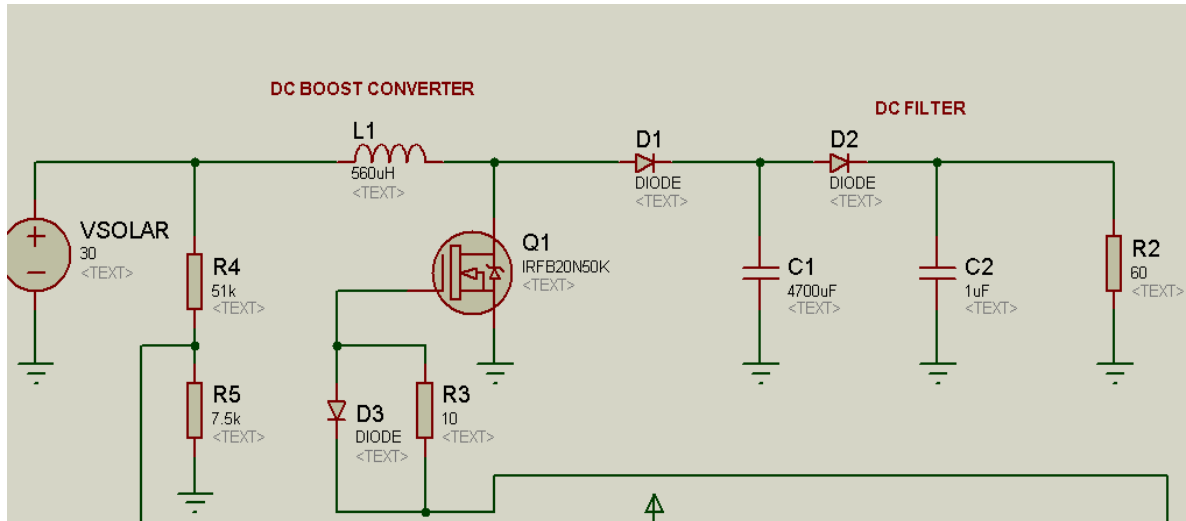 DC BOOST CONVERTER
DC FILTER
L1
560uH
<TEXT>
D1
DIODE
<TEXT>
D2
DIODE
<TEXT>
VSOLAR
30
<TEXT>
R4
51k
<TEXT>
Q1
IRFB20N50K
<TEXT>
C1
4700uF
<TEXT>
C2
1uF
<TEXT>
R2
60
<TEXT>
R5
7.5k
<TEXT>
D3
DIODE
<TEXT>
R3
10
<TEXT>